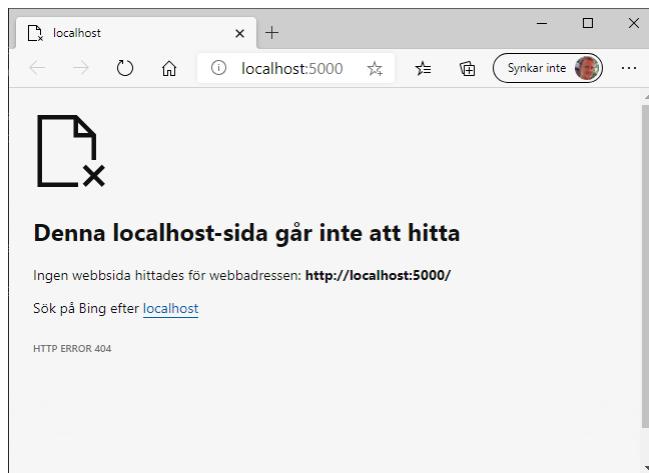 localhost
localhost:5000
Synkar inte
Denna localhost-sida går inte att hitta
Ingen webbsida hittades för webbadressen: http://localhost:5000/
Sök på Bing efter localhost
HTTP ERROR 404